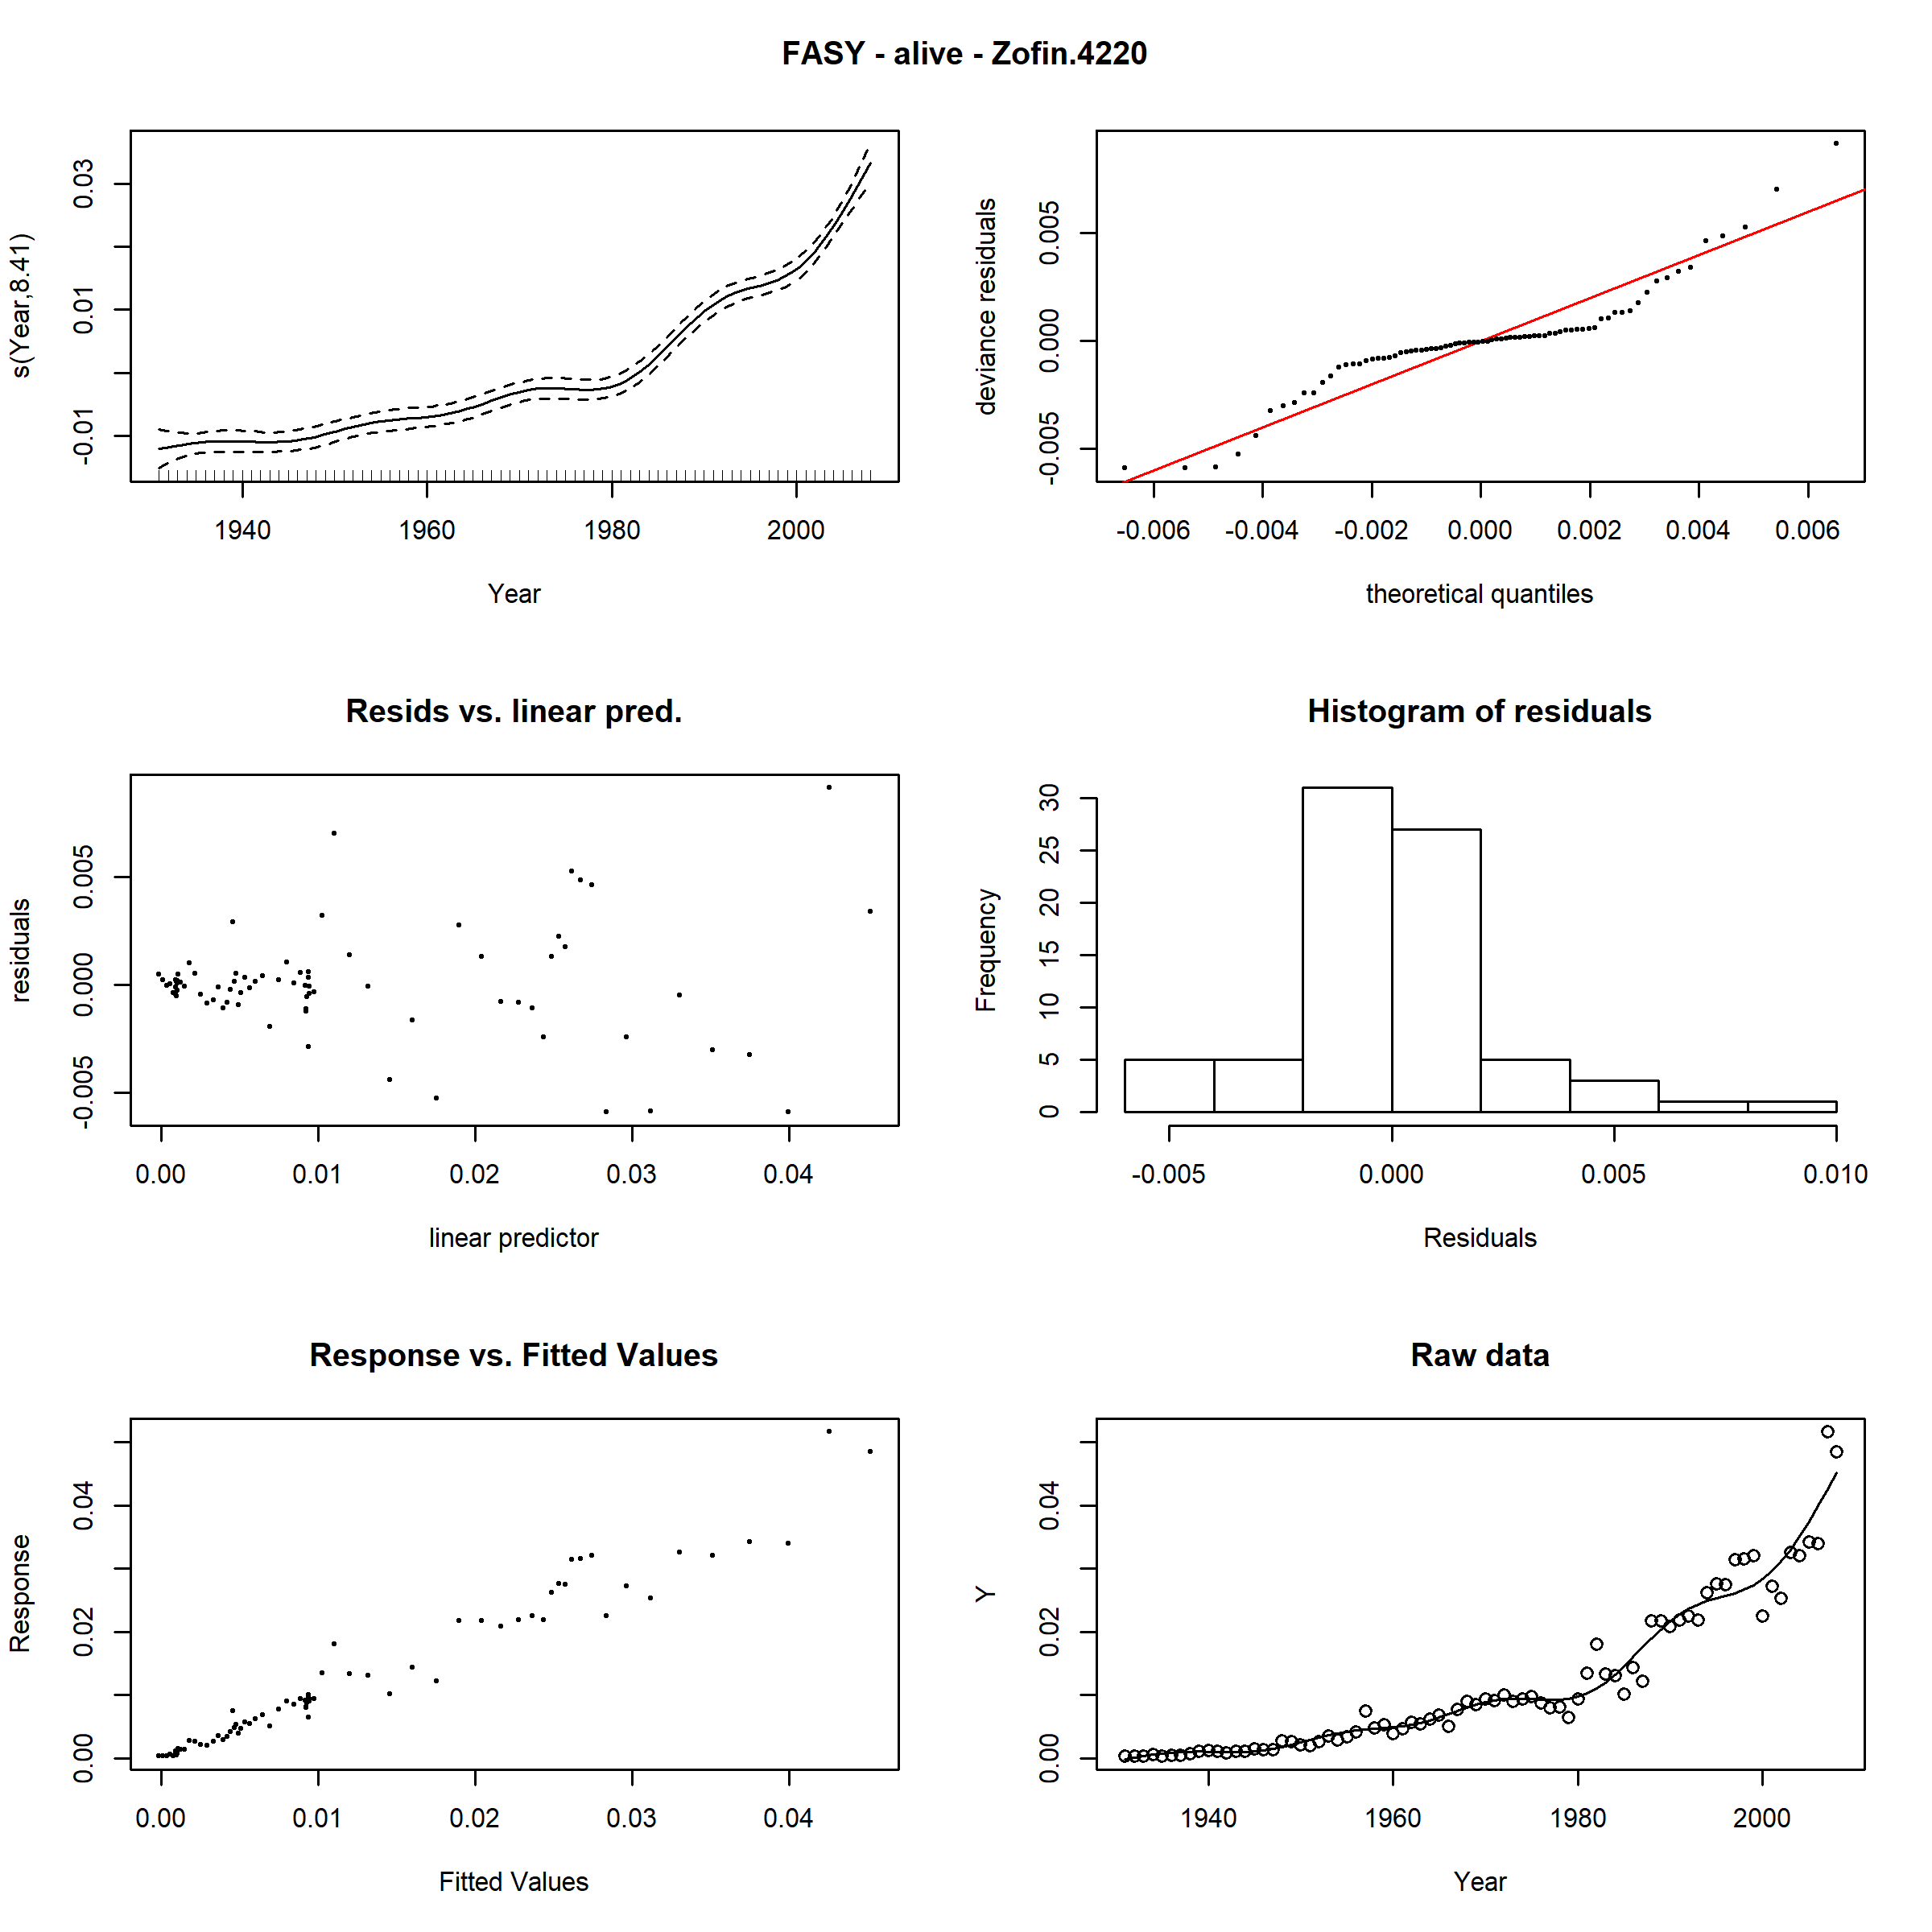 FASY - alive - Zofin.4220
s(Year,8.41)
-0.01 0.01 0.03
1940 1960 1980 2000
Year
deviance residuals
-0.005 0.000 0.005
-0.006 -0.004 -0.002 0.000 0.002 0.004 0.006
theoretical quantiles
Resids vs. linear pred.
residuals
-0.005 0.000 0.005
0.00 0.01 0.02 0.03 0.04
linear predictor
Histogram of residuals
Frequency
0 5 10 15 20 25 30
-0.005 0.000 0.005 0.010
Residuals
Response vs. Fitted Values
Response
0.00 0.02 0.04
0.00 0.01 0.02 0.03 0.04
Fitted Values
Raw data
Y
0.00 0.02 0.04
1940 1960 1980 2000
Year